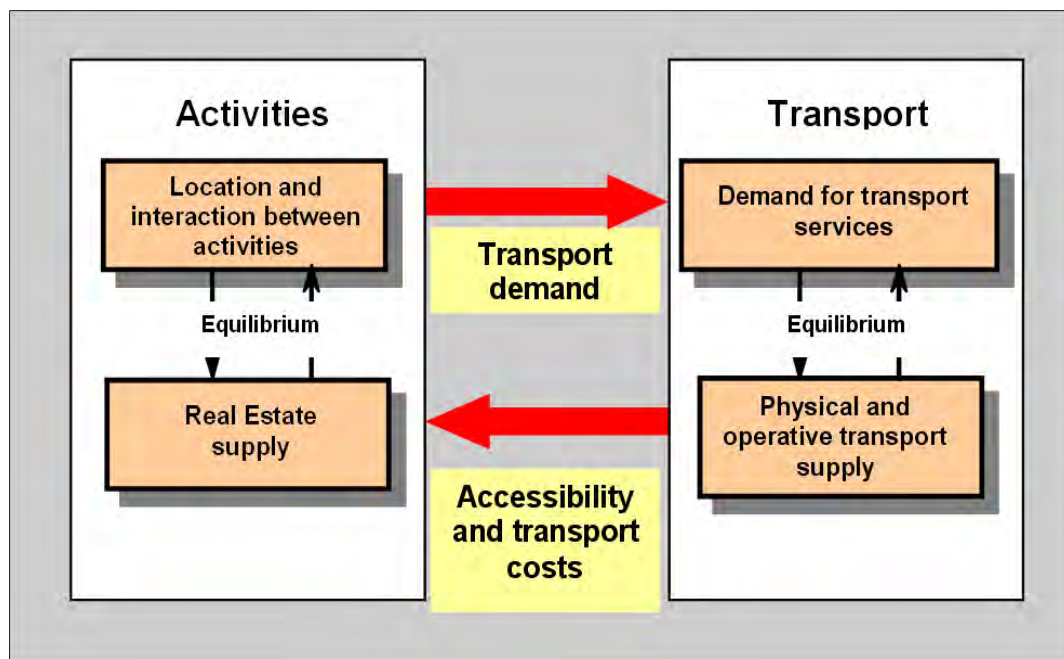 Activities
Location and
interaction between
activities
Equilibrium
Real Estate
supply
Transport
demand
Accessibility
and transport
costs
Transport
Demand for transport
services
Equilibrium
Physical and
operative transport
supply